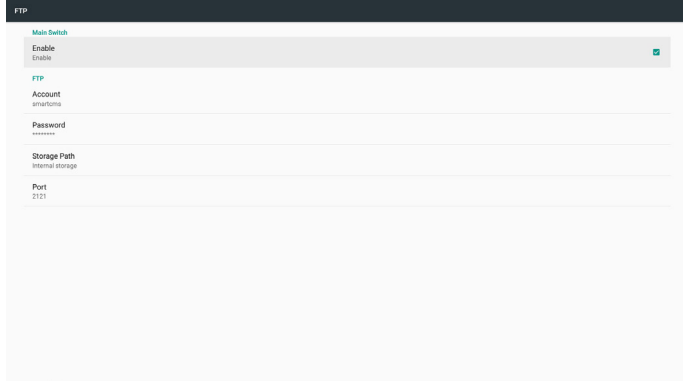 FTP
Main Switch
Enable
Enable
FTP
Account
smartcms
Password
********
Storage Path
Internal storage
Port
2121